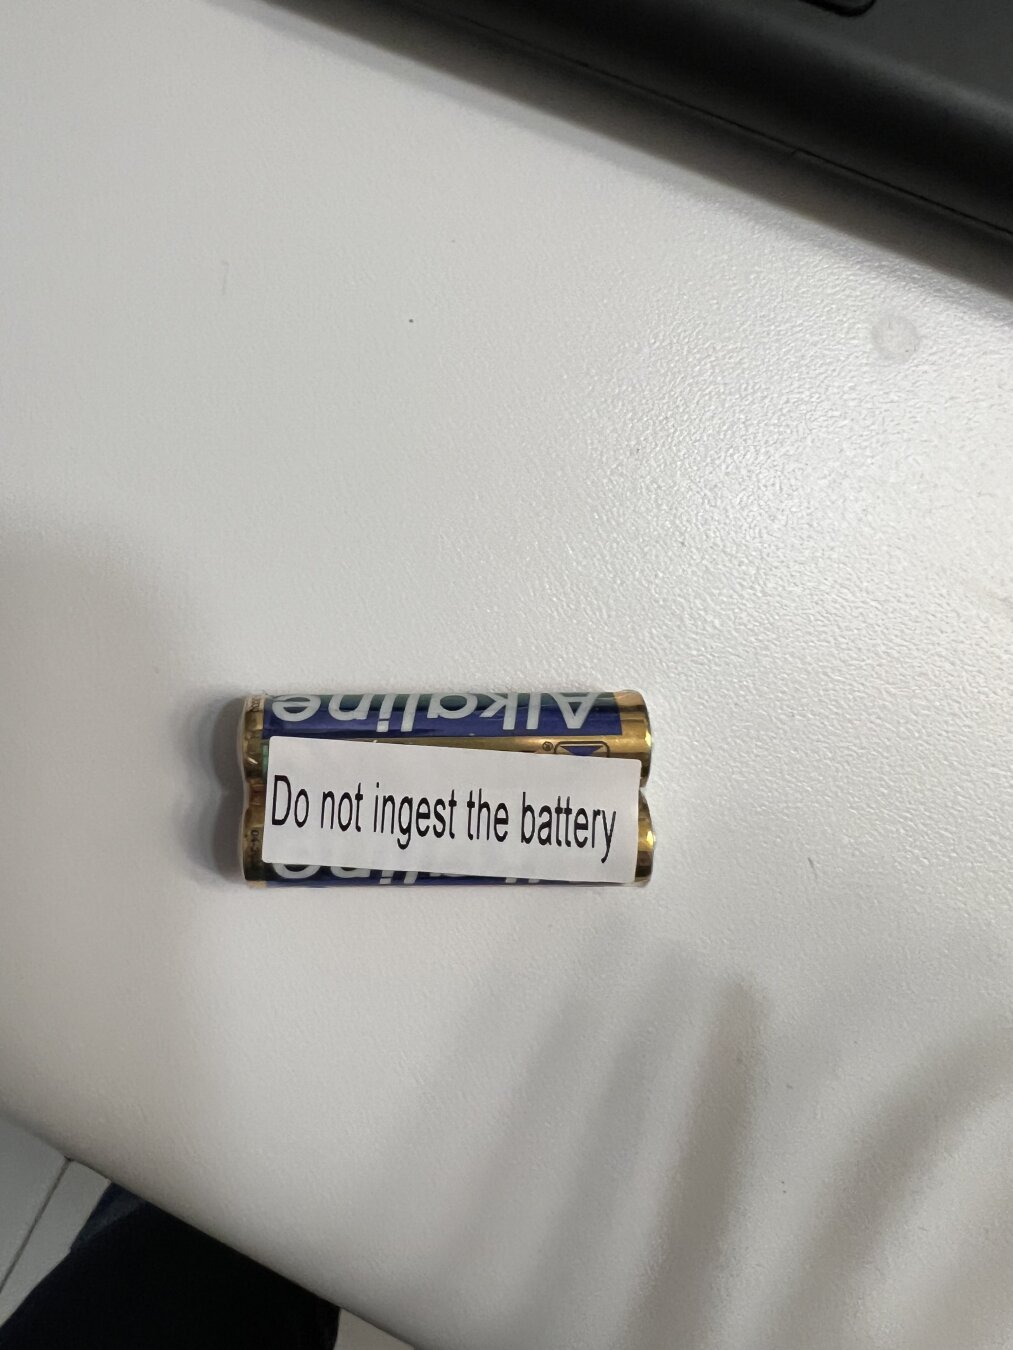 Alkaline
Do not ingest the battery